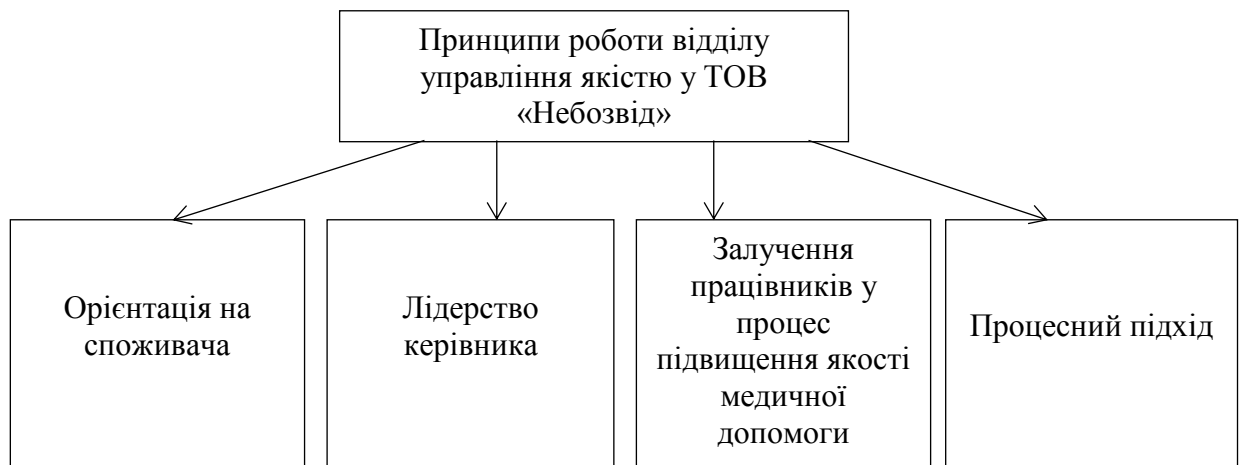 Принципи роботи відділу
управління якістю у ТОВ
«Небозвід»
Орієнтація на
споживача
Лідерство
керівника
Залучення
працівників у
процес
підвищення якості
медичної
допомоги
Процесний підхід